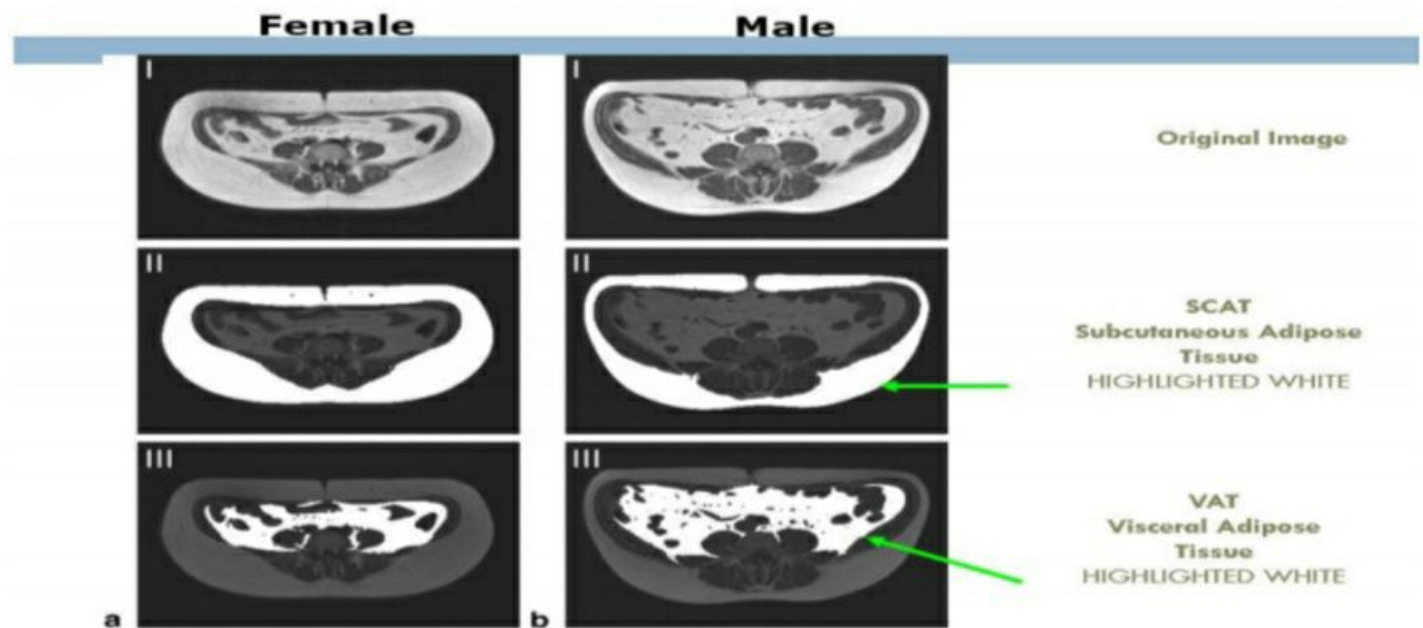 Female
Male
I
I
Original Image
II
II
SCAT
Subcutaneous Adipose
Tissue
HIGHLIGHTED WHITE
III
III
VAT
Visceral Adipose
Tissue
HIGHLIGHTED WHITE
a
b